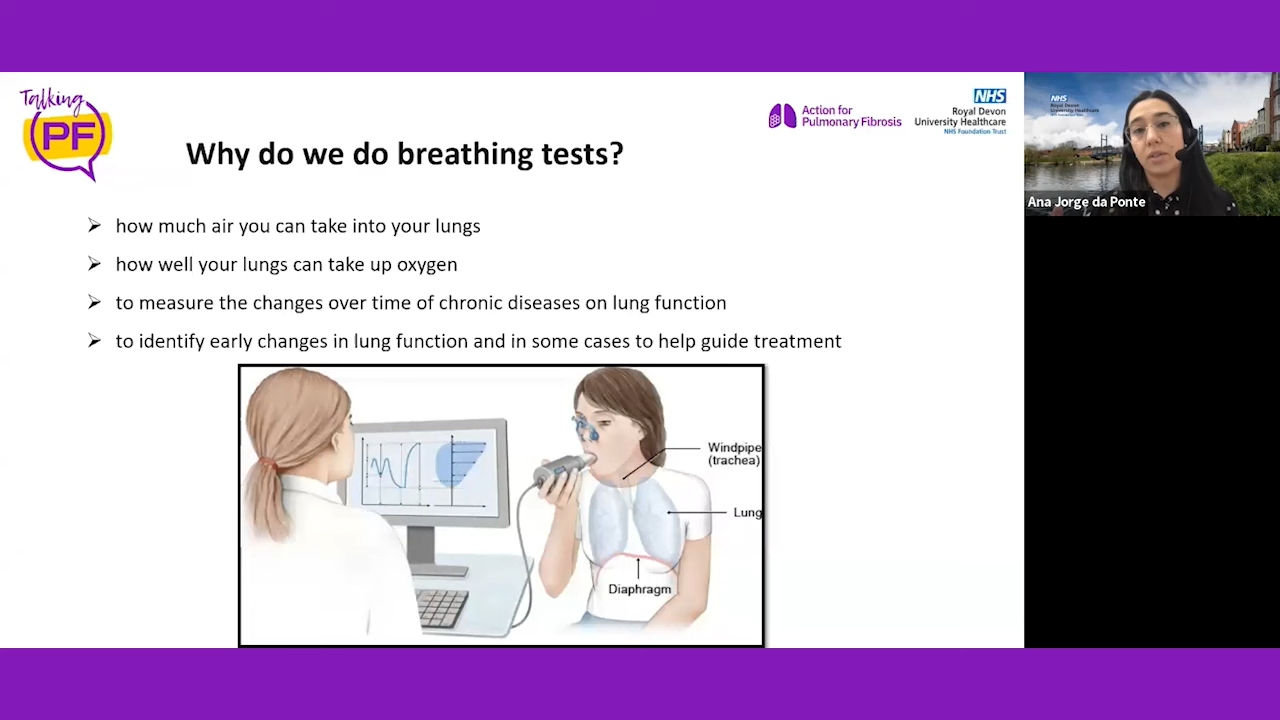 Talking
PF
Why do we do breathing tests?
Action for
Pulmonary Fibrosis
NHS
Royal Devon
University Healthcare
NHS Foundation Trust
how much air you can take into your lungs
how well your lungs can take up oxygen
to measure the changes over time of chronic diseases on lung function
to identify early changes in lung function and in some cases to help guide treatment
Windpipe
(trachea)
Lung
Diaphragm
NHS
Ana Jorge da Ponte